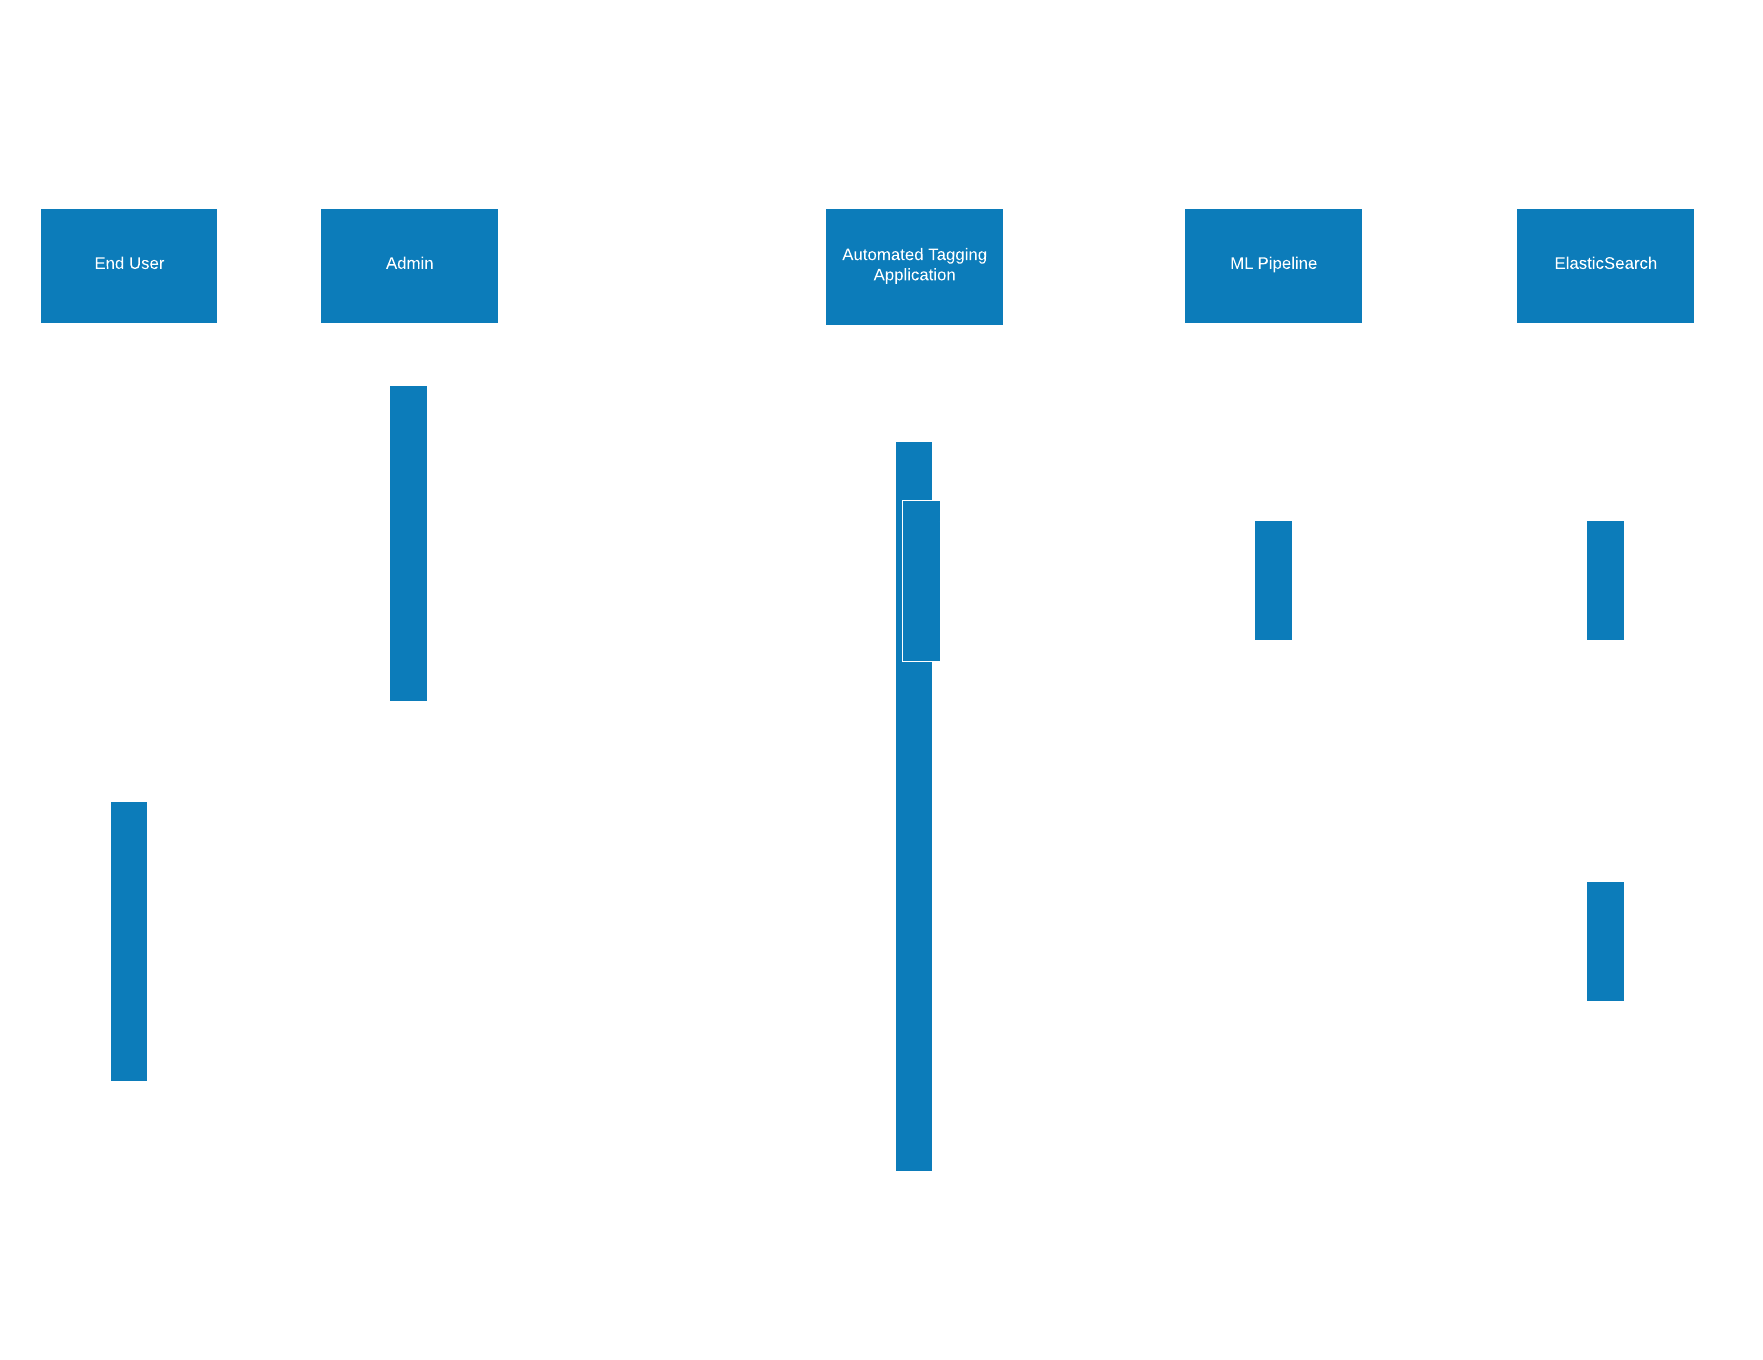 End User
Admin
Automated Tagging
Application
ML Pipeline
ElasticSearch